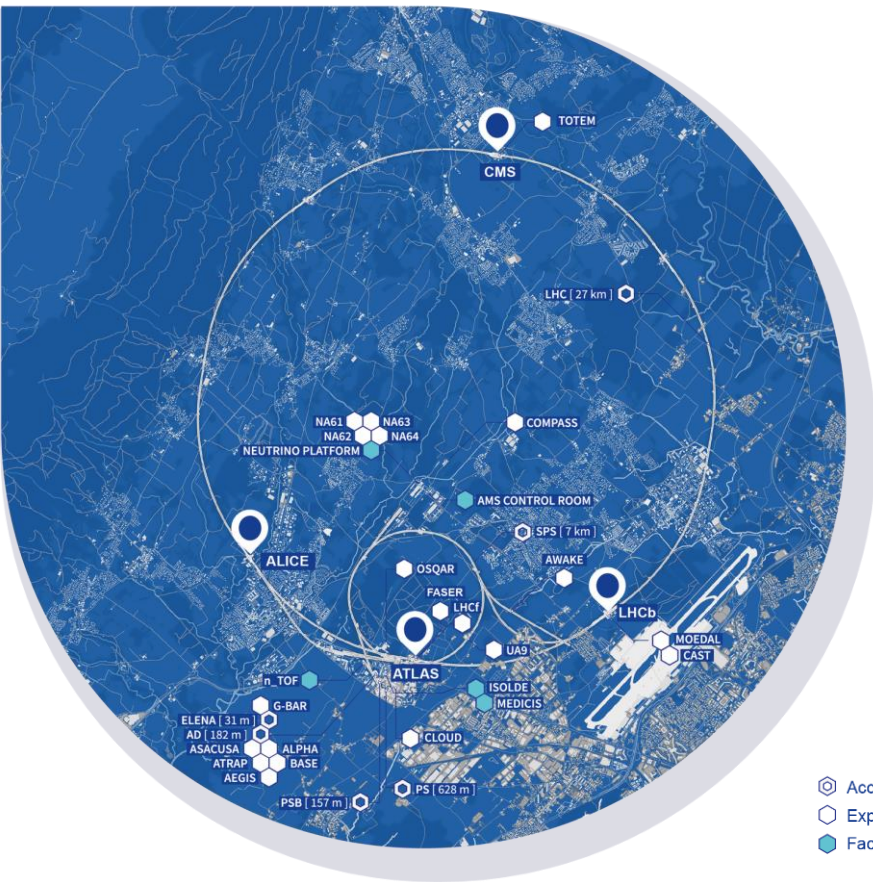 TOTEM
CMS
LHC [ 27 km ]
NA61
NA63
COMPASS
NA62
NA64
NEUTRINO PLATFORM
AMS CONTROL ROOM
SPS [ 7 km ]
ALICE
AWAKE
OSQAR
FASER
LHCf
LHCb
MOEDAL
UA9
CAST
ATLAS
n_TOF
ISOLDE
MEDICIS
G-BAR
ELENA [ 31 m ]
AD [ 182 m ]
CLOUD
ASACUSA
ALPHA
ATRAP
BASE
AEGIS
PS [ 628 m ]
PSB [ 157 m ]
Acc
Exp
Fac